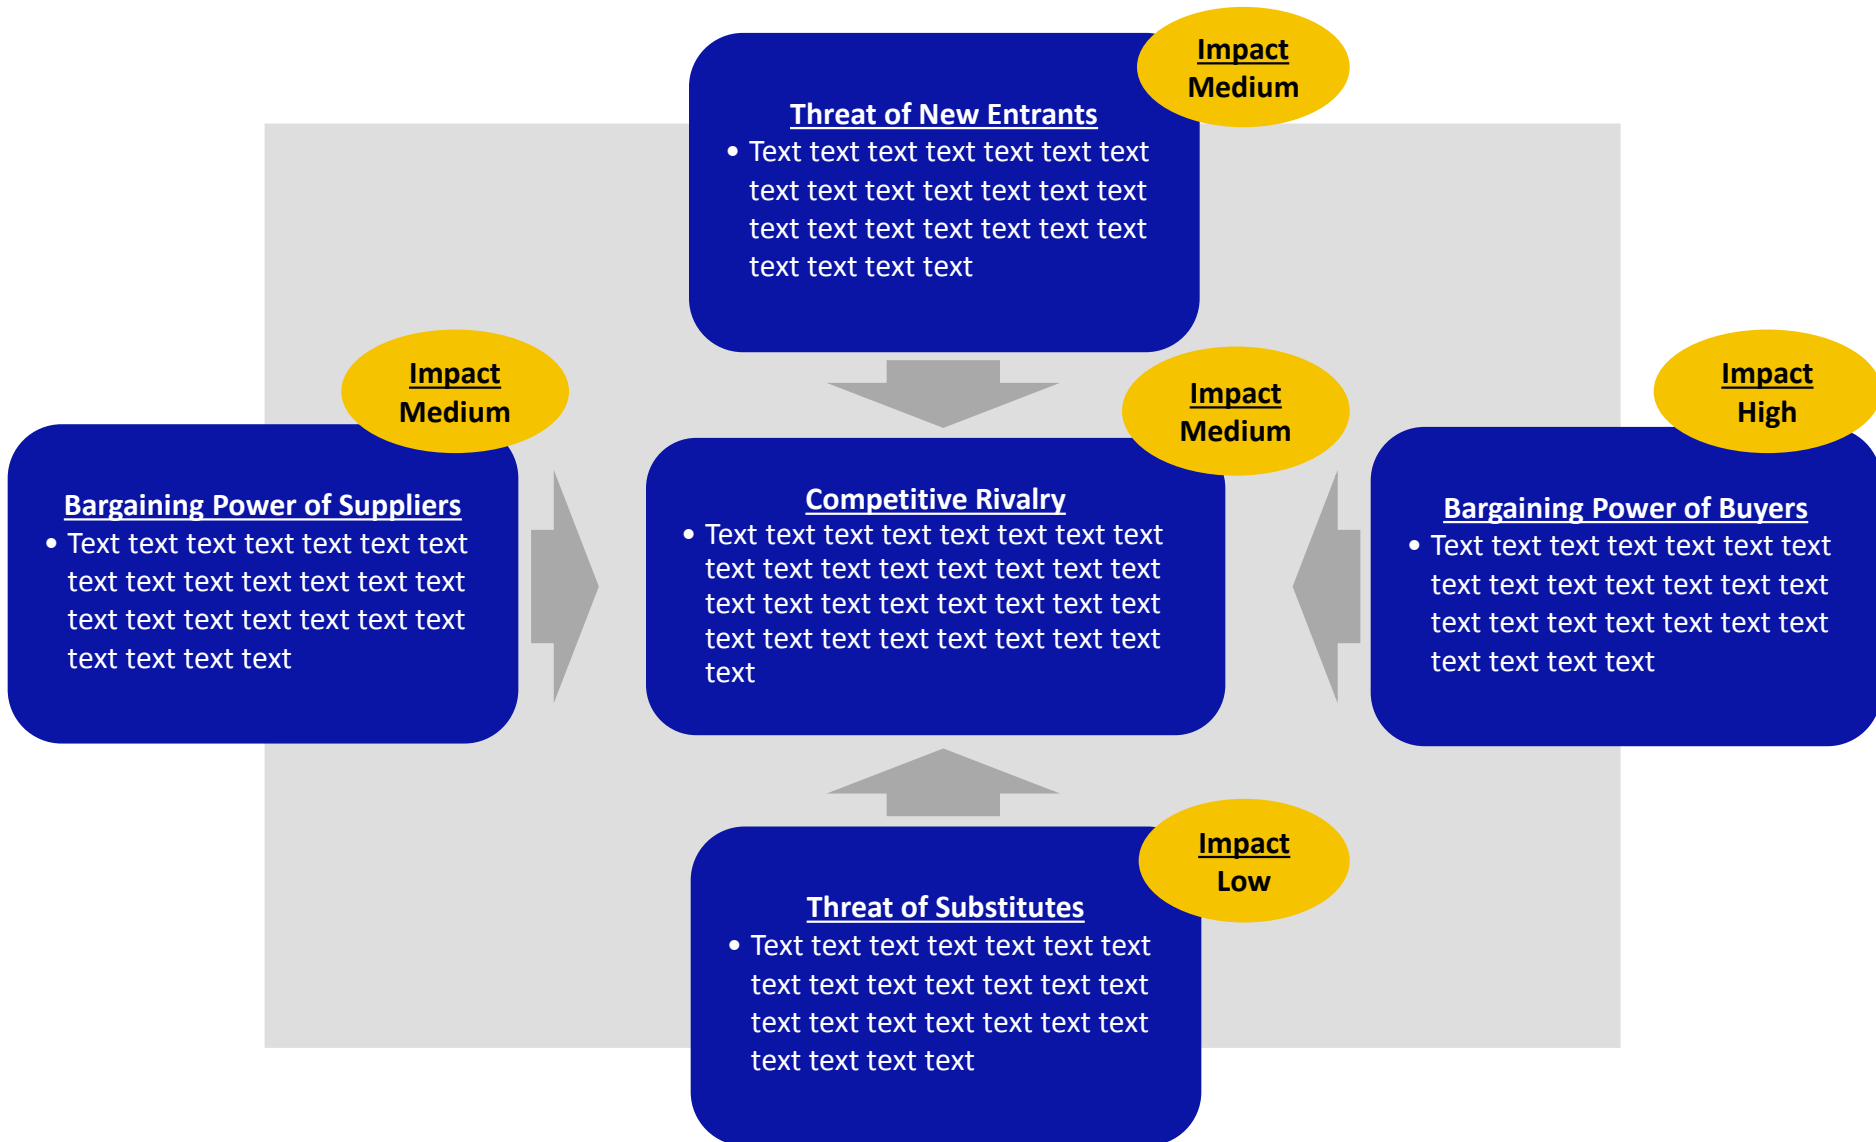 Impact
Medium
Threat of New Entrants
• Text text text text text text text
text text text text text text text
text text text text text text text
text text text text
Impact
Medium
Bargaining Power of Suppliers
• Text text text text text text text
text text text text text text text
text text text text text text text
text text text text
Impact
Medium
Competitive Rivalry
• Text text text text text text text text
text text text text text text text text
text text text text text text text text
text text text text text text text text
text
Impact
High
Bargaining Power of Buyers
• Text text text text text text text
text text text text text text text
text text text text text text text
text text text text
Impact
Low
Threat of Substitutes
• Text text text text text text text
text text text text text text text
text text text text text text text
text text text text